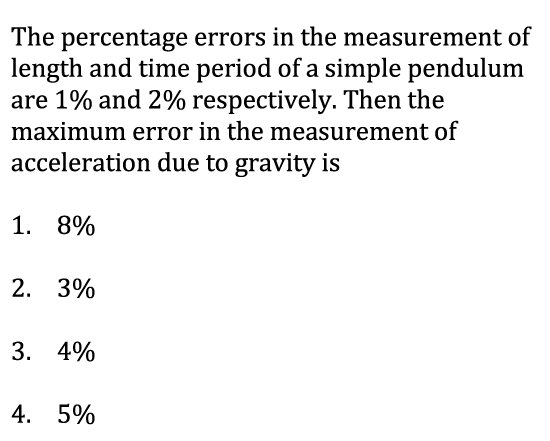 The percentage errors in the measurement of
length and time period of a simple pendulum
are 1% and 2% respectively. Then the
maximum error in the measurement of
acceleration due to gravity is
1. 8%
2. 3%
3. 4%
4. 5%